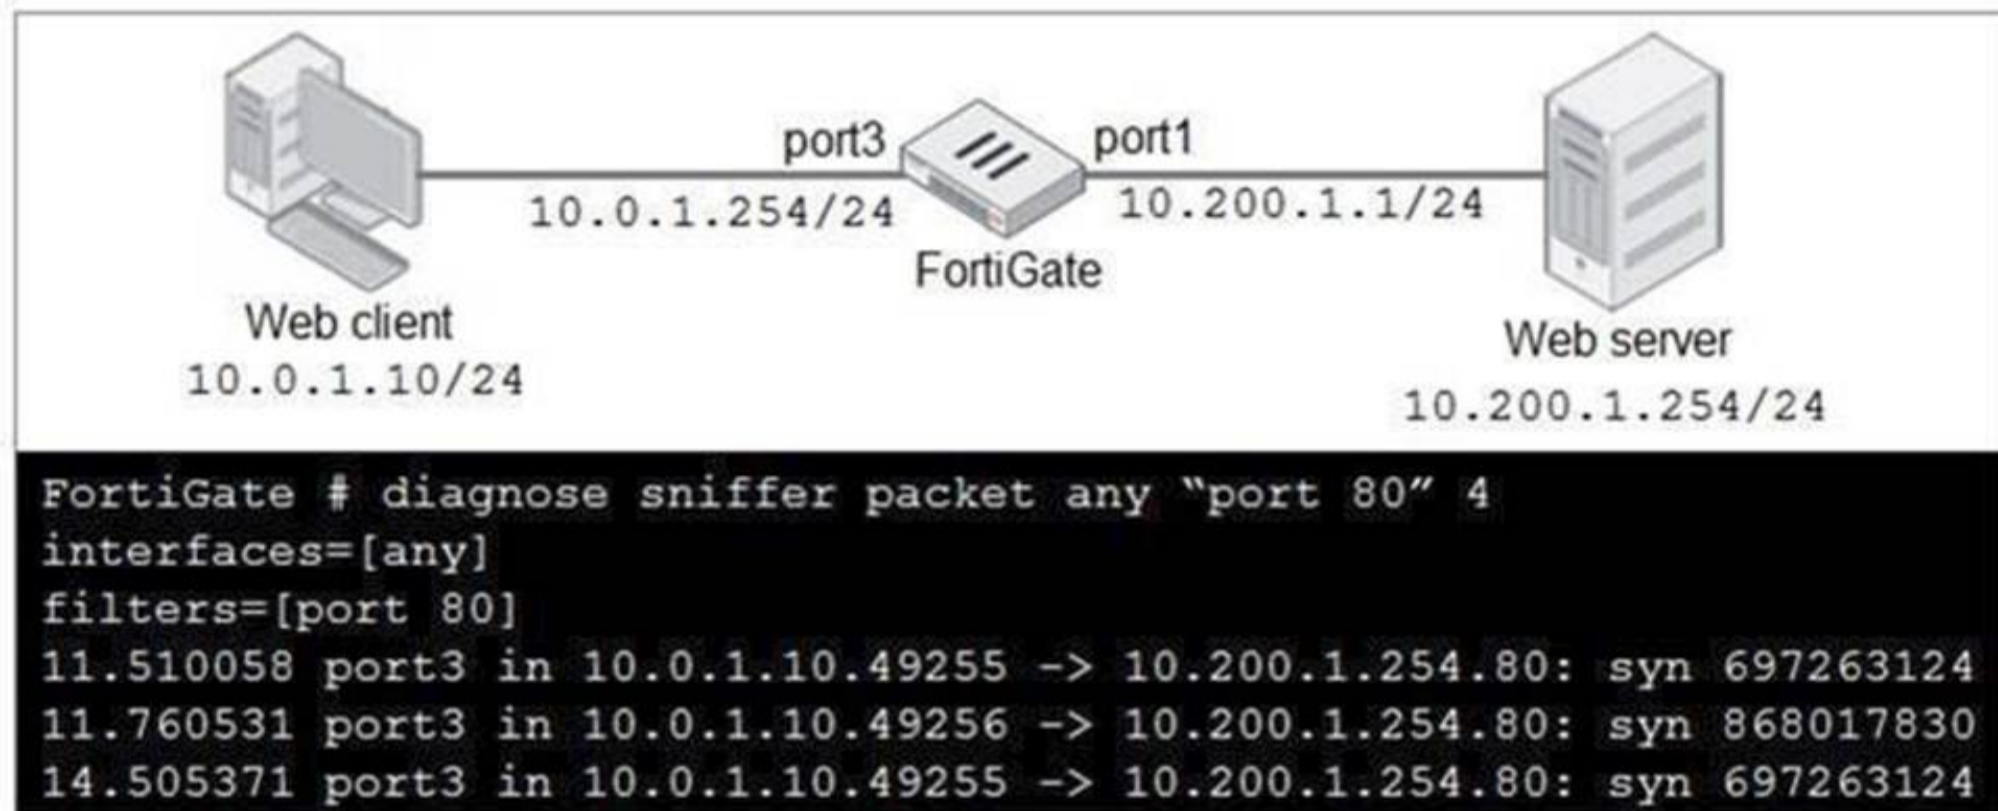 port3
port1
10.0.1.254/24
10.200.1.1/24
FortiGate
Web client
Web server
10.0.1.10/24
10.200.1.254/24
FortiGate # diagnose sniffer packet any “port 80” 4
interfaces=[any]
filters=[port 80]
11.510058 port3 in 10.0.1.10.49255 -> 10.200.1.254.80: syn 697263124
11.760531 port3 in 10.0.1.10.49256 -> 10.200.1.254.80: syn 868017830
14.505371 port3 in 10.0.1.10.49255 -> 10.200.1.254.80: syn 697263124